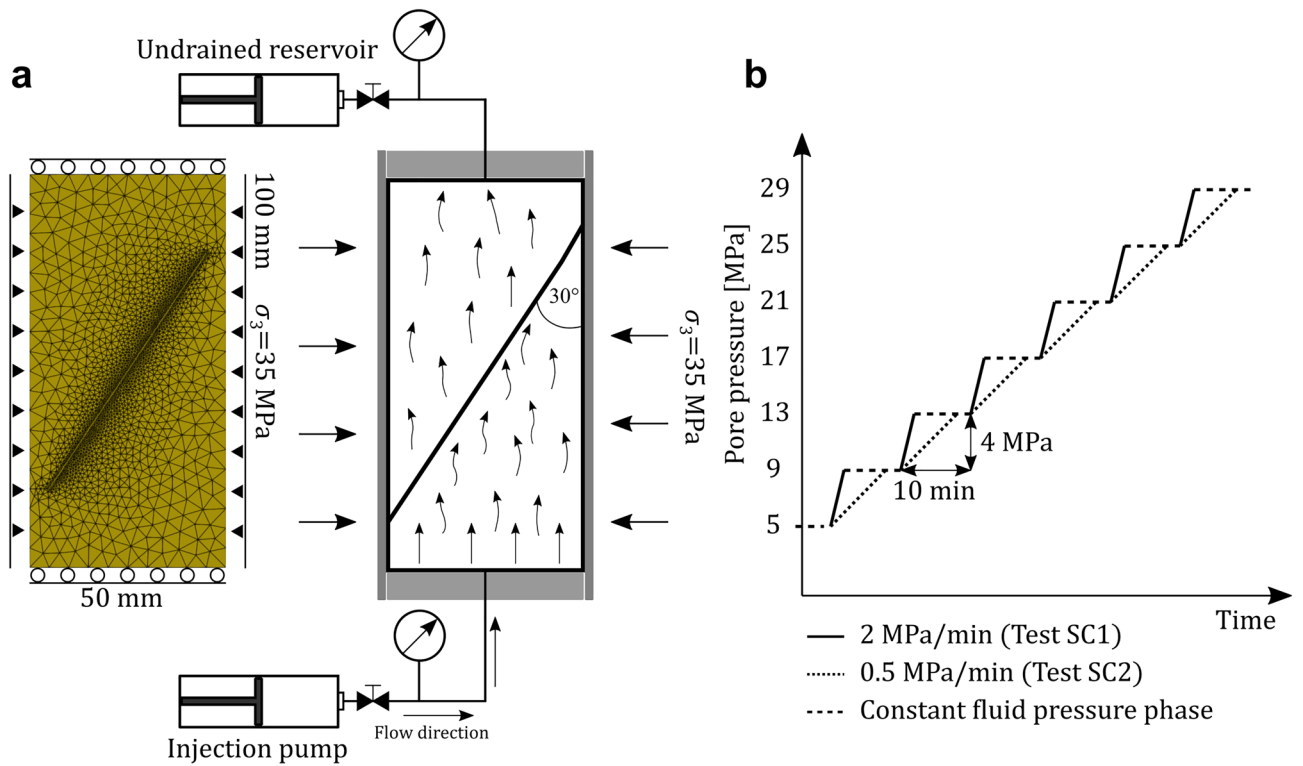 a
Undrained reservoir
100 mm
σ3=35 MPa
50 mm
30°
σ3=35 MPa
Flow direction
Injection pump
b
Pore pressure [MPa]
29
25
21
17
13
9
5
4 MPa
10 min
Time
2 MPa/min (Test SC1)
0.5 MPa/min (Test SC2)
Constant fluid pressure phase